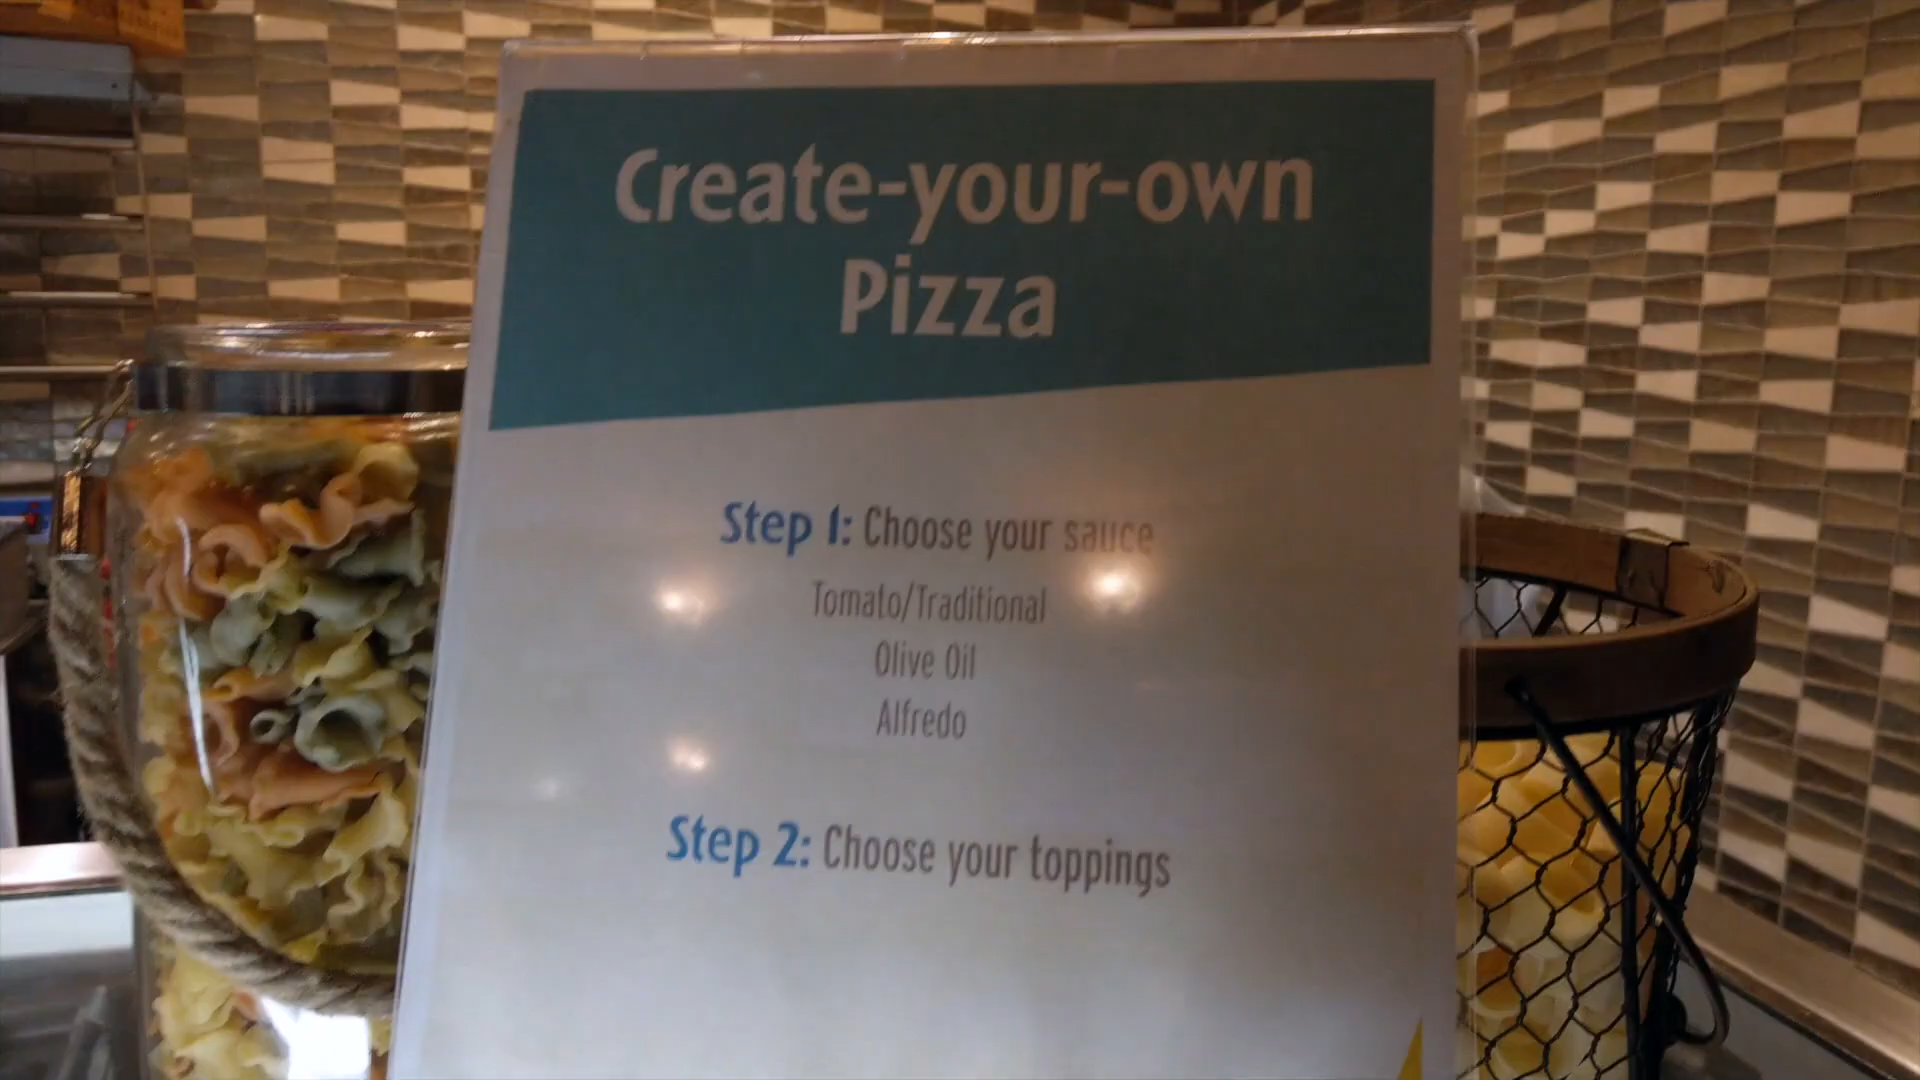 Create-your-own
Pizza
Step 1: Choose your sauce
Tomato/Traditional
Olive Oil
Alfredo
Step 2: Choose your toppings